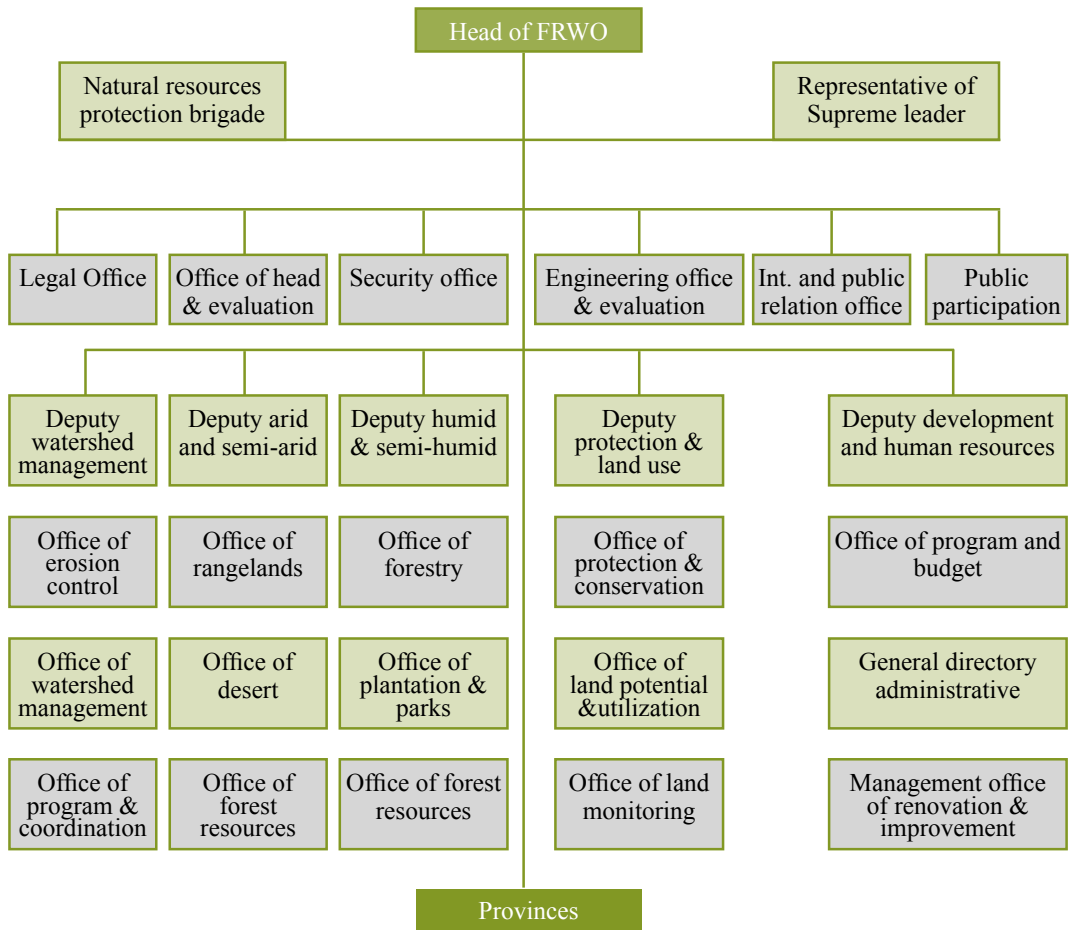 Head of FRWO
Natural resources
protection brigade
Representative of
Supreme leader
Legal Office
Office of head
& evaluation
Security office
Engineering office
& evaluation
Int. and public
relation office
Public
participation
Deputy
watershed
management
Deputy arid
and semi-arid
Deputy humid
& semi-humid
Deputy
protection &
land use
Deputy development
and human resources
Office of
erosion
control
Office of
rangelands
Office of
forestry
Office of
protection &
conservation
Office of program and
budget
Office of
watershed
management
Office of
desert
Office of
plantation &
parks
Office of
land potential
&utilization
General directory
administrative
Office of
program &
coordination
Office of
forest
resources
Office of forest
resources
Office of land
monitoring
Management office
of renovation &
improvement
Provinces